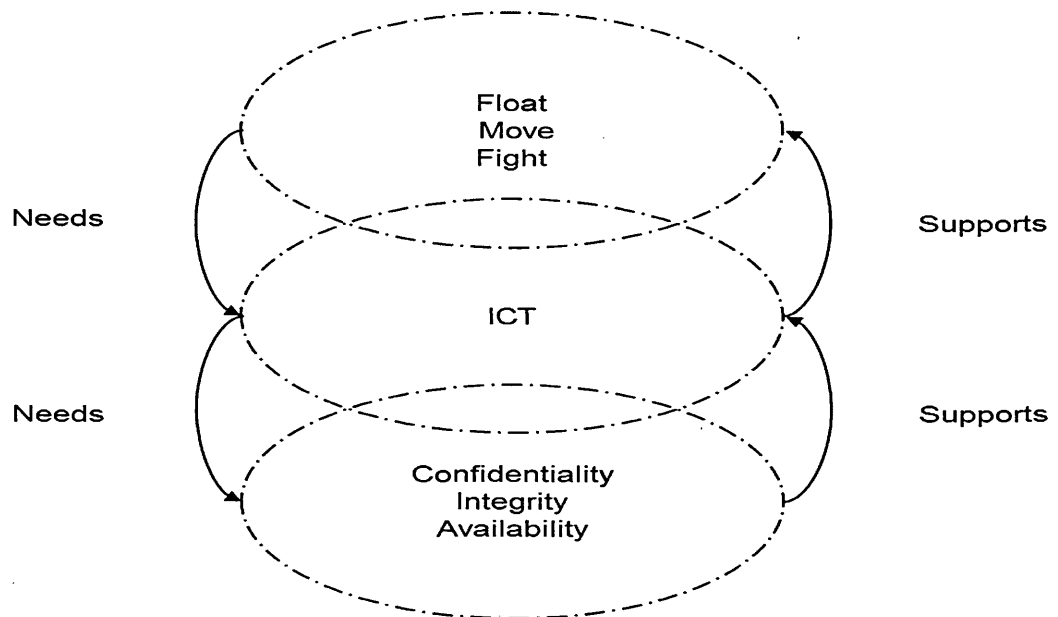 Float
Move
Fight
Needs
Supports
ICT
Needs
Supports
Confidentiality
Integrity
Availability